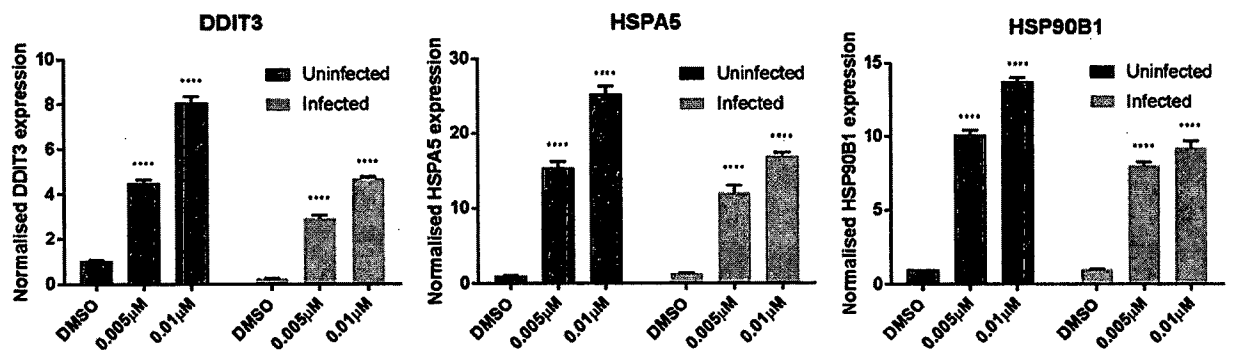 DDIT3
Normalised DDIT3 expression
10
8
6
4
2
0
Uninfected
Infected
****
****
****
****
DMSO
0.005µM
0.01µM
DMSO
0.005µM
0.01µM
HSPA5
Normalised HSPA5 expression
30
20
10
0
Uninfected
Infected
****
****
****
****
DMSO
0.005µM
0.01µM
DMSO
0.005µM
0.01µM
HSP90B1
Normalised HSP90B1 expression
15
10
5
0
Uninfected
Infected
****
****
****
****
DMSO
0.005µM
0.01µM
DMSO
0.005µM
0.01µM